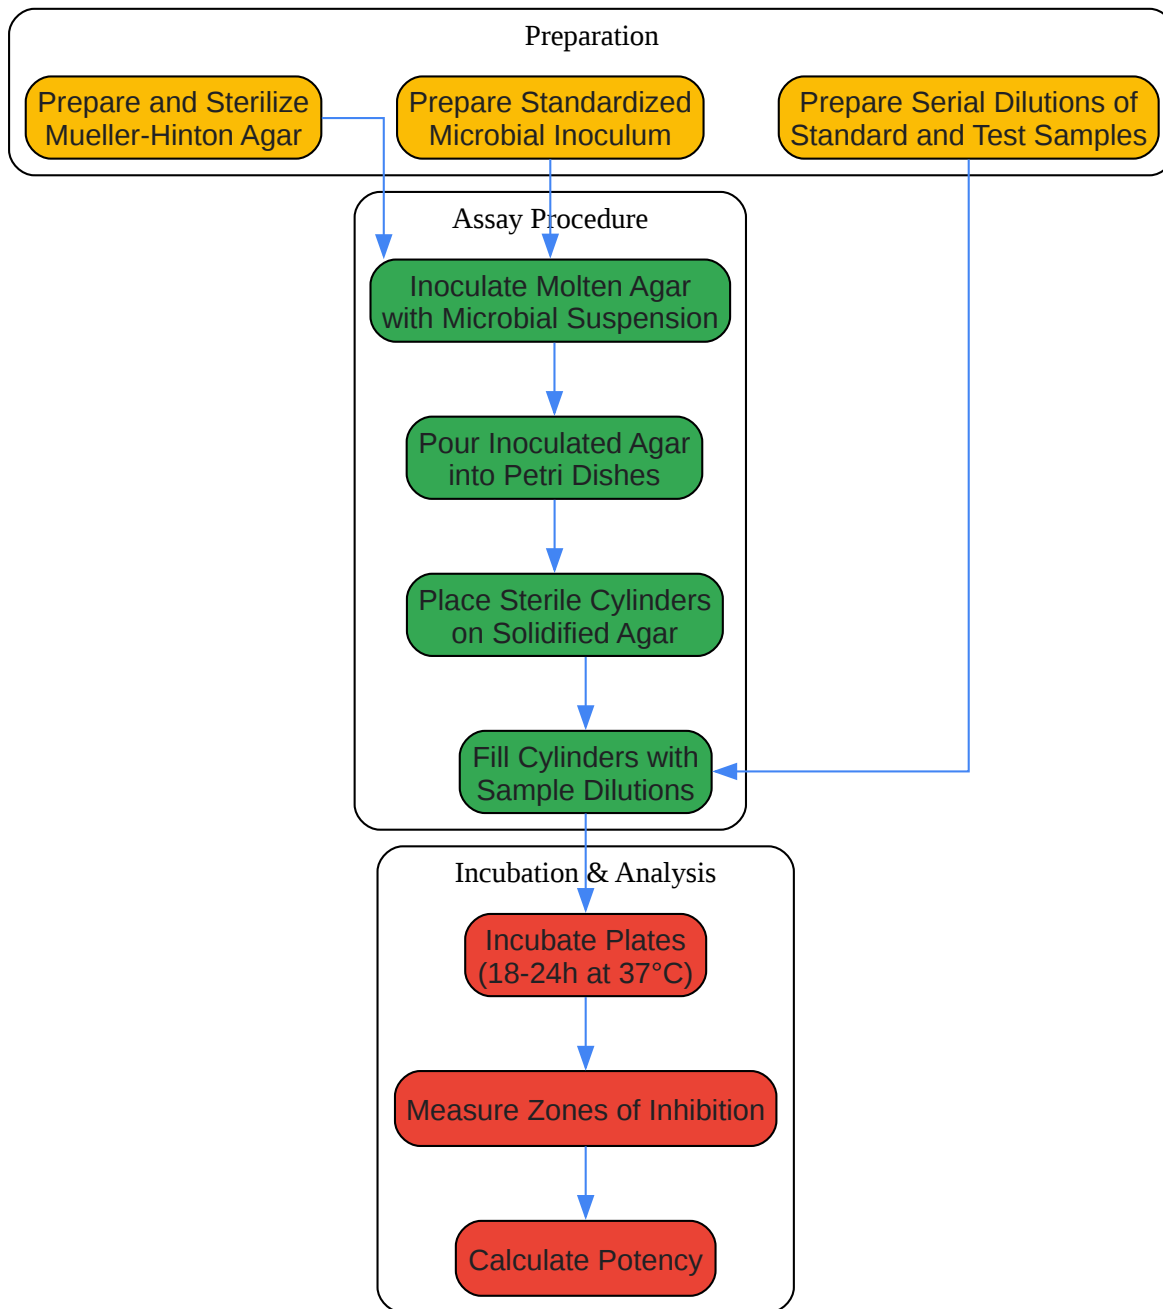 Preparation
Prepare and Sterilize
Mueller-Hinton Agar
Prepare Standardized
Microbial Inoculum
Prepare Serial Dilutions of
Standard and Test Samples
Assay Procedure
Inoculate Molten Agar
with Microbial Suspension
Pour Inoculated Agar
into Petri Dishes
Place Sterile Cylinders
on Solidified Agar
Fill Cylinders with
Sample Dilutions
Incubation & Analysis
Incubate Plates
(18-24h at 37°C)
Measure Zones of Inhibition
Calculate Potency